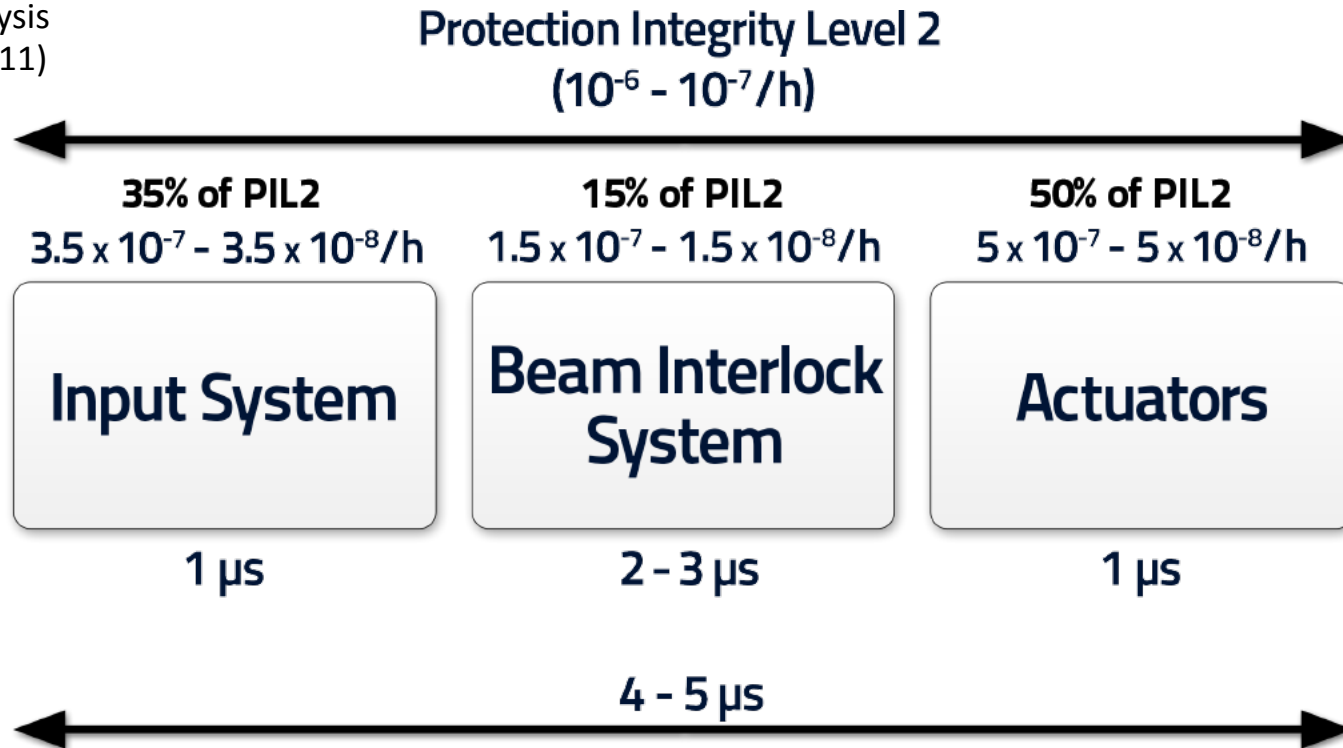 ysis
11)
Protection Integrity Level 2
(10⁻⁶ - 10⁻⁷/h)
35% of PIL2
15% of PIL2
50% of PIL2
3.5 x 10⁻⁷ - 3.5 x 10⁻⁸/h
1.5 x 10⁻⁷ - 1.5 x 10⁻⁸/h
5 x 10⁻⁷ - 5 x 10⁻⁸/h
Input System
Beam Interlock
System
Actuators
1 µs
2 - 3 µs
1 µs
4 - 5 µs